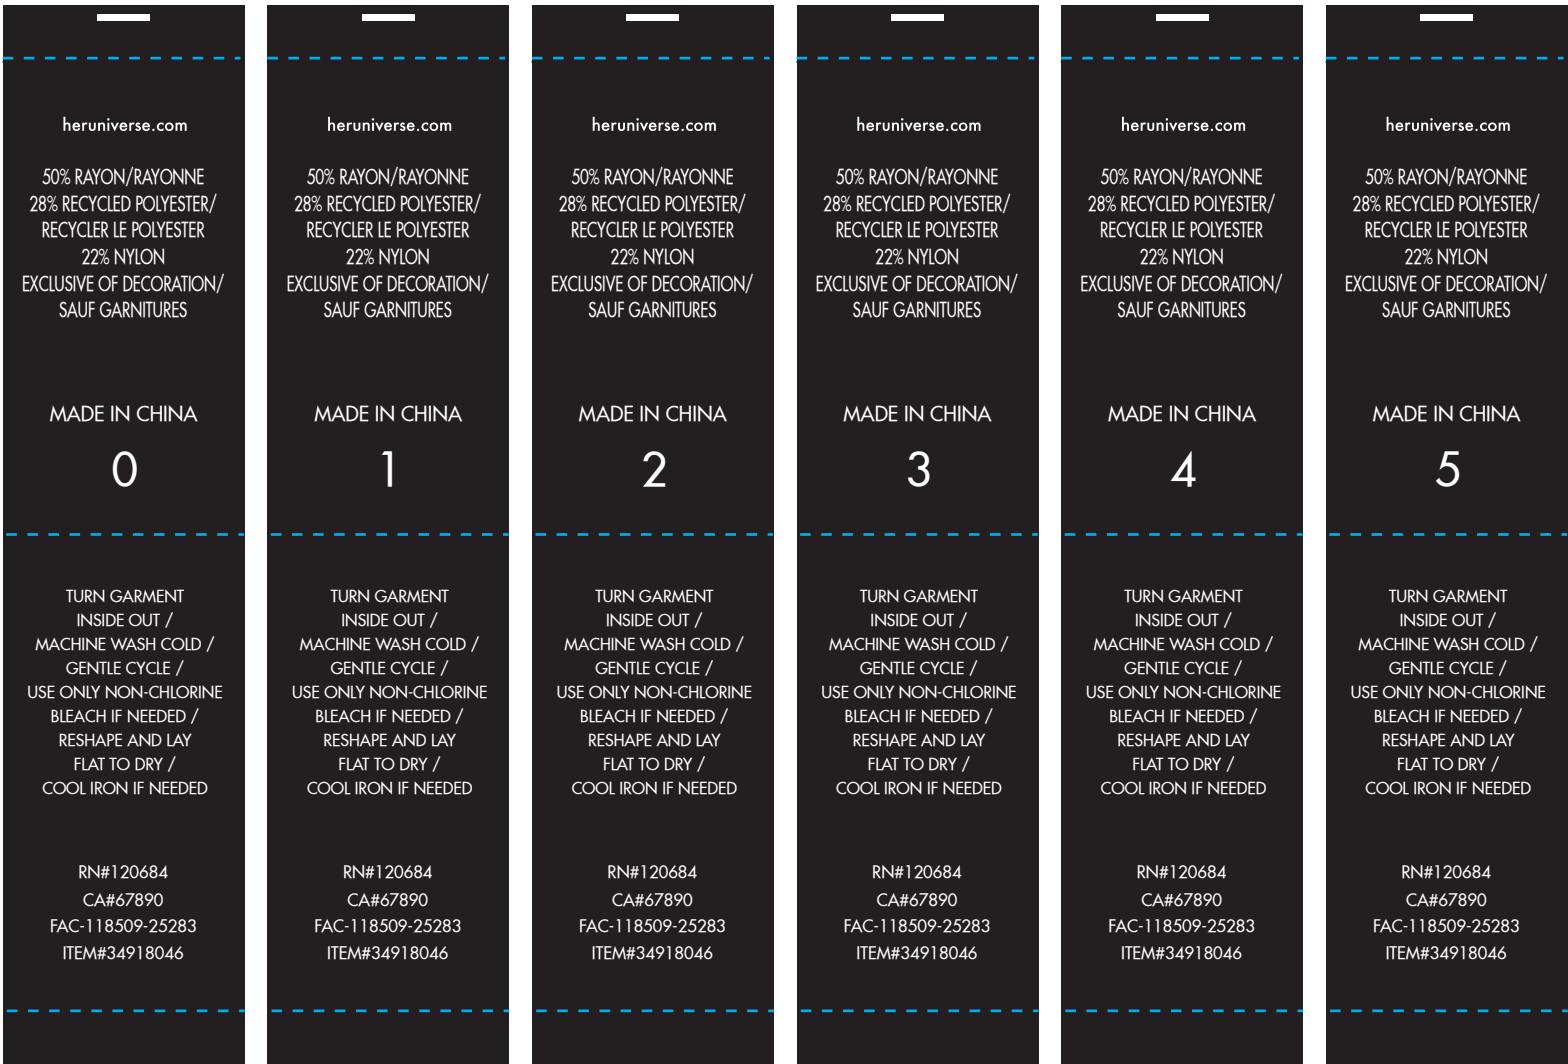 heruniverse.com
50% RAYON/RAYONNE
28% RECYCLED POLYESTER/
RECYCLER LE POLYESTER
22% NYLON
EXCLUSIVE OF DECORATION/
SAUF GARNITURES
MADE IN CHINA
0
TURN GARMENT
INSIDE OUT /
MACHINE WASH COLD /
GENTLE CYCLE /
USE ONLY NON-CHLORINE
BLEACH IF NEEDED /
RESHAPE AND LAY
FLAT TO DRY /
COOL IRON IF NEEDED
RN#120684
CA#67890
FAC-118509-25283
ITEM#34918046
heruniverse.com
50% RAYON/RAYONNE
28% RECYCLED POLYESTER/
RECYCLER LE POLYESTER
22% NYLON
EXCLUSIVE OF DECORATION/
SAUF GARNITURES
MADE IN CHINA
1
TURN GARMENT
INSIDE OUT /
MACHINE WASH COLD /
GENTLE CYCLE /
USE ONLY NON-CHLORINE
BLEACH IF NEEDED /
RESHAPE AND LAY
FLAT TO DRY /
COOL IRON IF NEEDED
RN#120684
CA#67890
FAC-118509-25283
ITEM#34918046
heruniverse.com
50% RAYON/RAYONNE
28% RECYCLED POLYESTER/
RECYCLER LE POLYESTER
22% NYLON
EXCLUSIVE OF DECORATION/
SAUF GARNITURES
MADE IN CHINA
2
TURN GARMENT
INSIDE OUT /
MACHINE WASH COLD /
GENTLE CYCLE /
USE ONLY NON-CHLORINE
BLEACH IF NEEDED /
RESHAPE AND LAY
FLAT TO DRY /
COOL IRON IF NEEDED
RN#120684
CA#67890
FAC-118509-25283
ITEM#34918046
heruniverse.com
50% RAYON/RAYONNE
28% RECYCLED POLYESTER/
RECYCLER LE POLYESTER
22% NYLON
EXCLUSIVE OF DECORATION/
SAUF GARNITURES
MADE IN CHINA
3
TURN GARMENT
INSIDE OUT /
MACHINE WASH COLD /
GENTLE CYCLE /
USE ONLY NON-CHLORINE
BLEACH IF NEEDED /
RESHAPE AND LAY
FLAT TO DRY /
COOL IRON IF NEEDED
RN#120684
CA#67890
FAC-118509-25283
ITEM#34918046
heruniverse.com
50% RAYON/RAYONNE
28% RECYCLED POLYESTER/
RECYCLER LE POLYESTER
22% NYLON
EXCLUSIVE OF DECORATION/
SAUF GARNITURES
MADE IN CHINA
4
TURN GARMENT
INSIDE OUT /
MACHINE WASH COLD /
GENTLE CYCLE /
USE ONLY NON-CHLORINE
BLEACH IF NEEDED /
RESHAPE AND LAY
FLAT TO DRY /
COOL IRON IF NEEDED
RN#120684
CA#67890
FAC-118509-25283
ITEM#34918046
heruniverse.com
50% RAYON/RAYONNE
28% RECYCLED POLYESTER/
RECYCLER LE POLYESTER
22% NYLON
EXCLUSIVE OF DECORATION/
SAUF GARNITURES
MADE IN CHINA
5
TURN GARMENT
INSIDE OUT /
MACHINE WASH COLD /
GENTLE CYCLE /
USE ONLY NON-CHLORINE
BLEACH IF NEEDED /
RESHAPE AND LAY
FLAT TO DRY /
COOL IRON IF NEEDED
RN#120684
CA#67890
FAC-118509-25283
ITEM#34918046